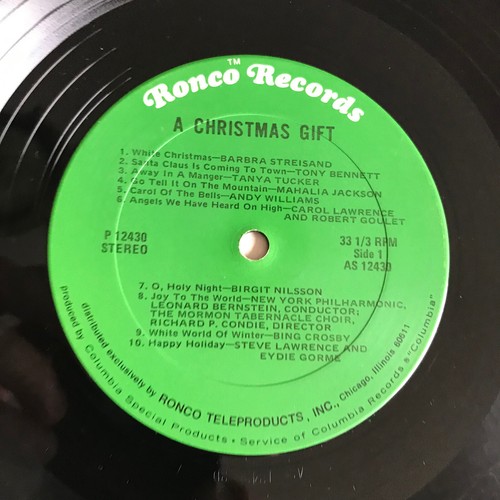 Ronco™ Records
A CHRISTMAS GIFT
1. White Christmas—BARBRA STREISAND
2. Santa Claus Is Coming To Town—TONY BENNETT
3. Away In A Manger—TANYA TUCKER
4. Go Tell It On The Mountain—MAHALIA JACKSON
5. Carol Of The Bells—ANDY WILLIAMS
6. Angels We Have Heard On High—CAROL LAWRENCE
AND ROBERT GOULET
P 12430
STEREO
33 1/3 RPM
Side 1
AS 12430
7. O, Holy Night—BIRGIT NILSSON
8. Joy To The World—NEW YORK PHILHARMONIC,
LEONARD BERNSTEIN, CONDUCTOR;
THE MORMON TABERNACLE CHOIR,
RICHARD P. CONDIE, DIRECTOR
9. White World Of Winter—BING CROSBY
10. Happy Holiday—STEVE LAWRENCE AND
EYDIE GORME
distributed exclusively by RONCO TELEPRODUCTS, INC., Chicago, Illinois 60611
produced by Columbia Special Products • Service of Columbia Records "Columbia"